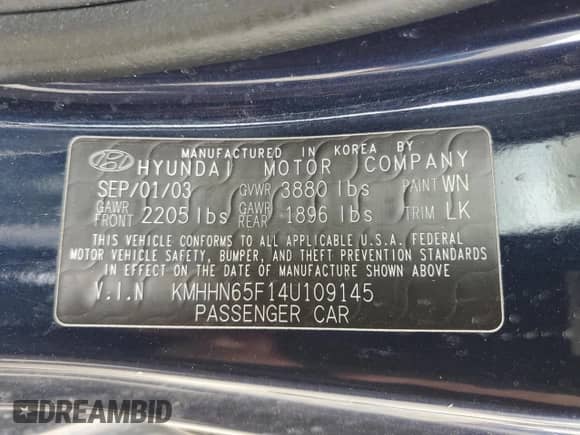 MANUFACTURED IN KOREA BY
HYUNDAI MOTOR COMPANY
SEP/01/03 GVWR 3880 lbs PAINT WN
GAWR FRONT 2205 lbs GAWR REAR 1896 lbs TRIM LK
THIS VEHICLE CONFORMS TO ALL APPLICABLE U.S.A. FEDERAL
MOTOR VEHICLE SAFETY, BUMPER, AND THEFT PREVENTION STANDARDS
IN EFFECT ON THE DATE OF MANUFACTURE SHOWN ABOVE
V.I.N KMHHN65F14U109145
PASSENGER CAR
DREAMBID